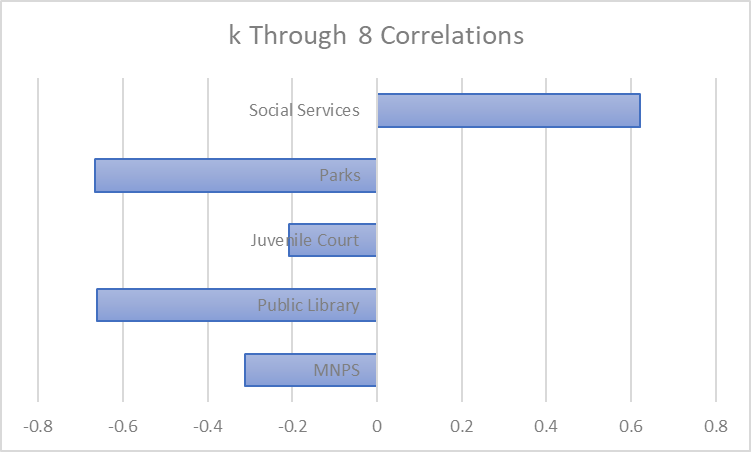 k Through 8 Correlations
Social Services
Parks
Juvenile Court
Public Library
MNPS
-0.8 -0.6 -0.4 -0.2 0 0.2 0.4 0.6 0.8